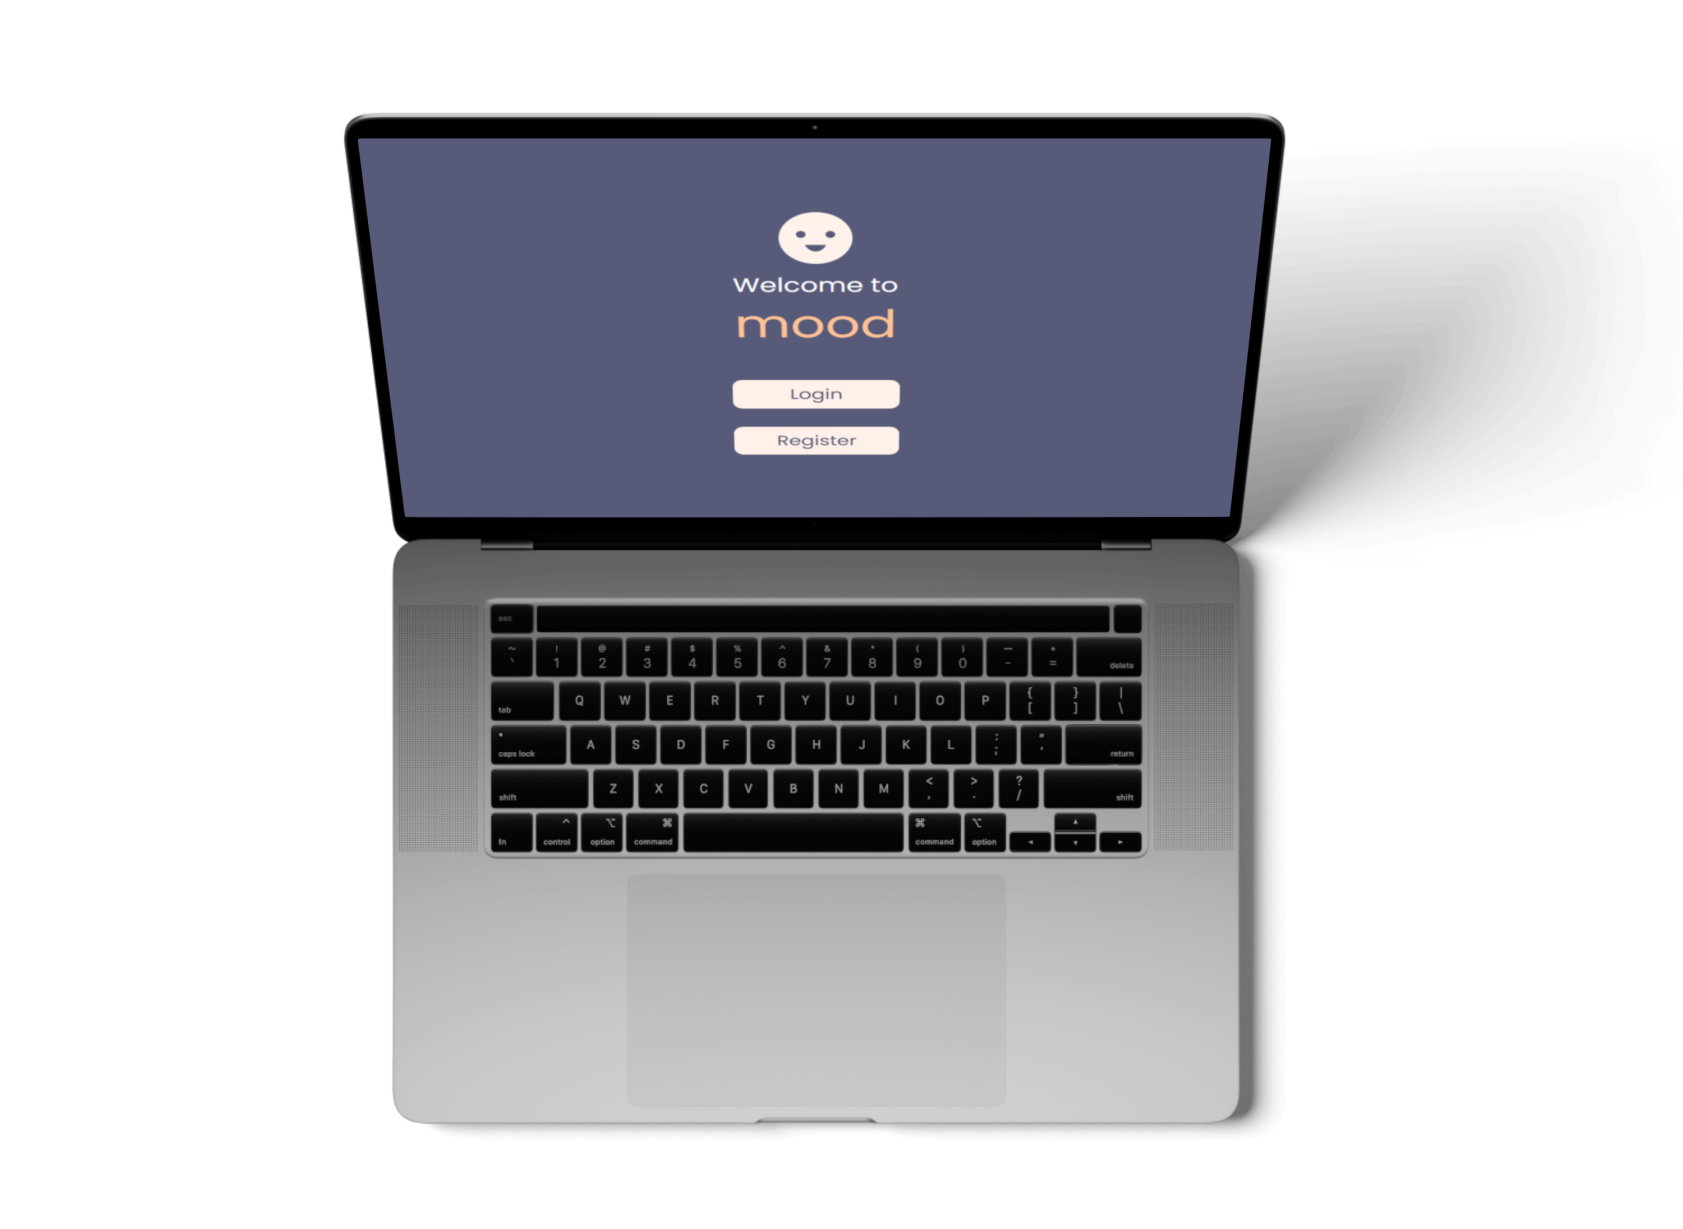 Welcome to
mood
Login
Register
esc
~ ! @ # $ % ^ & * ( ) — +
` 1 2 3 4 5 6 7 8 9 0 - = delete
tab Q W E R T Y U I O P { [ } ] | \
caps lock A S D F G H J K L : ; " ' return
shift Z X C V B N M < , > . ? / shift
fn ^ control ⌥ option ⌘ command ⌘ command ⌥ option ◂ ▴ ▾ ▸